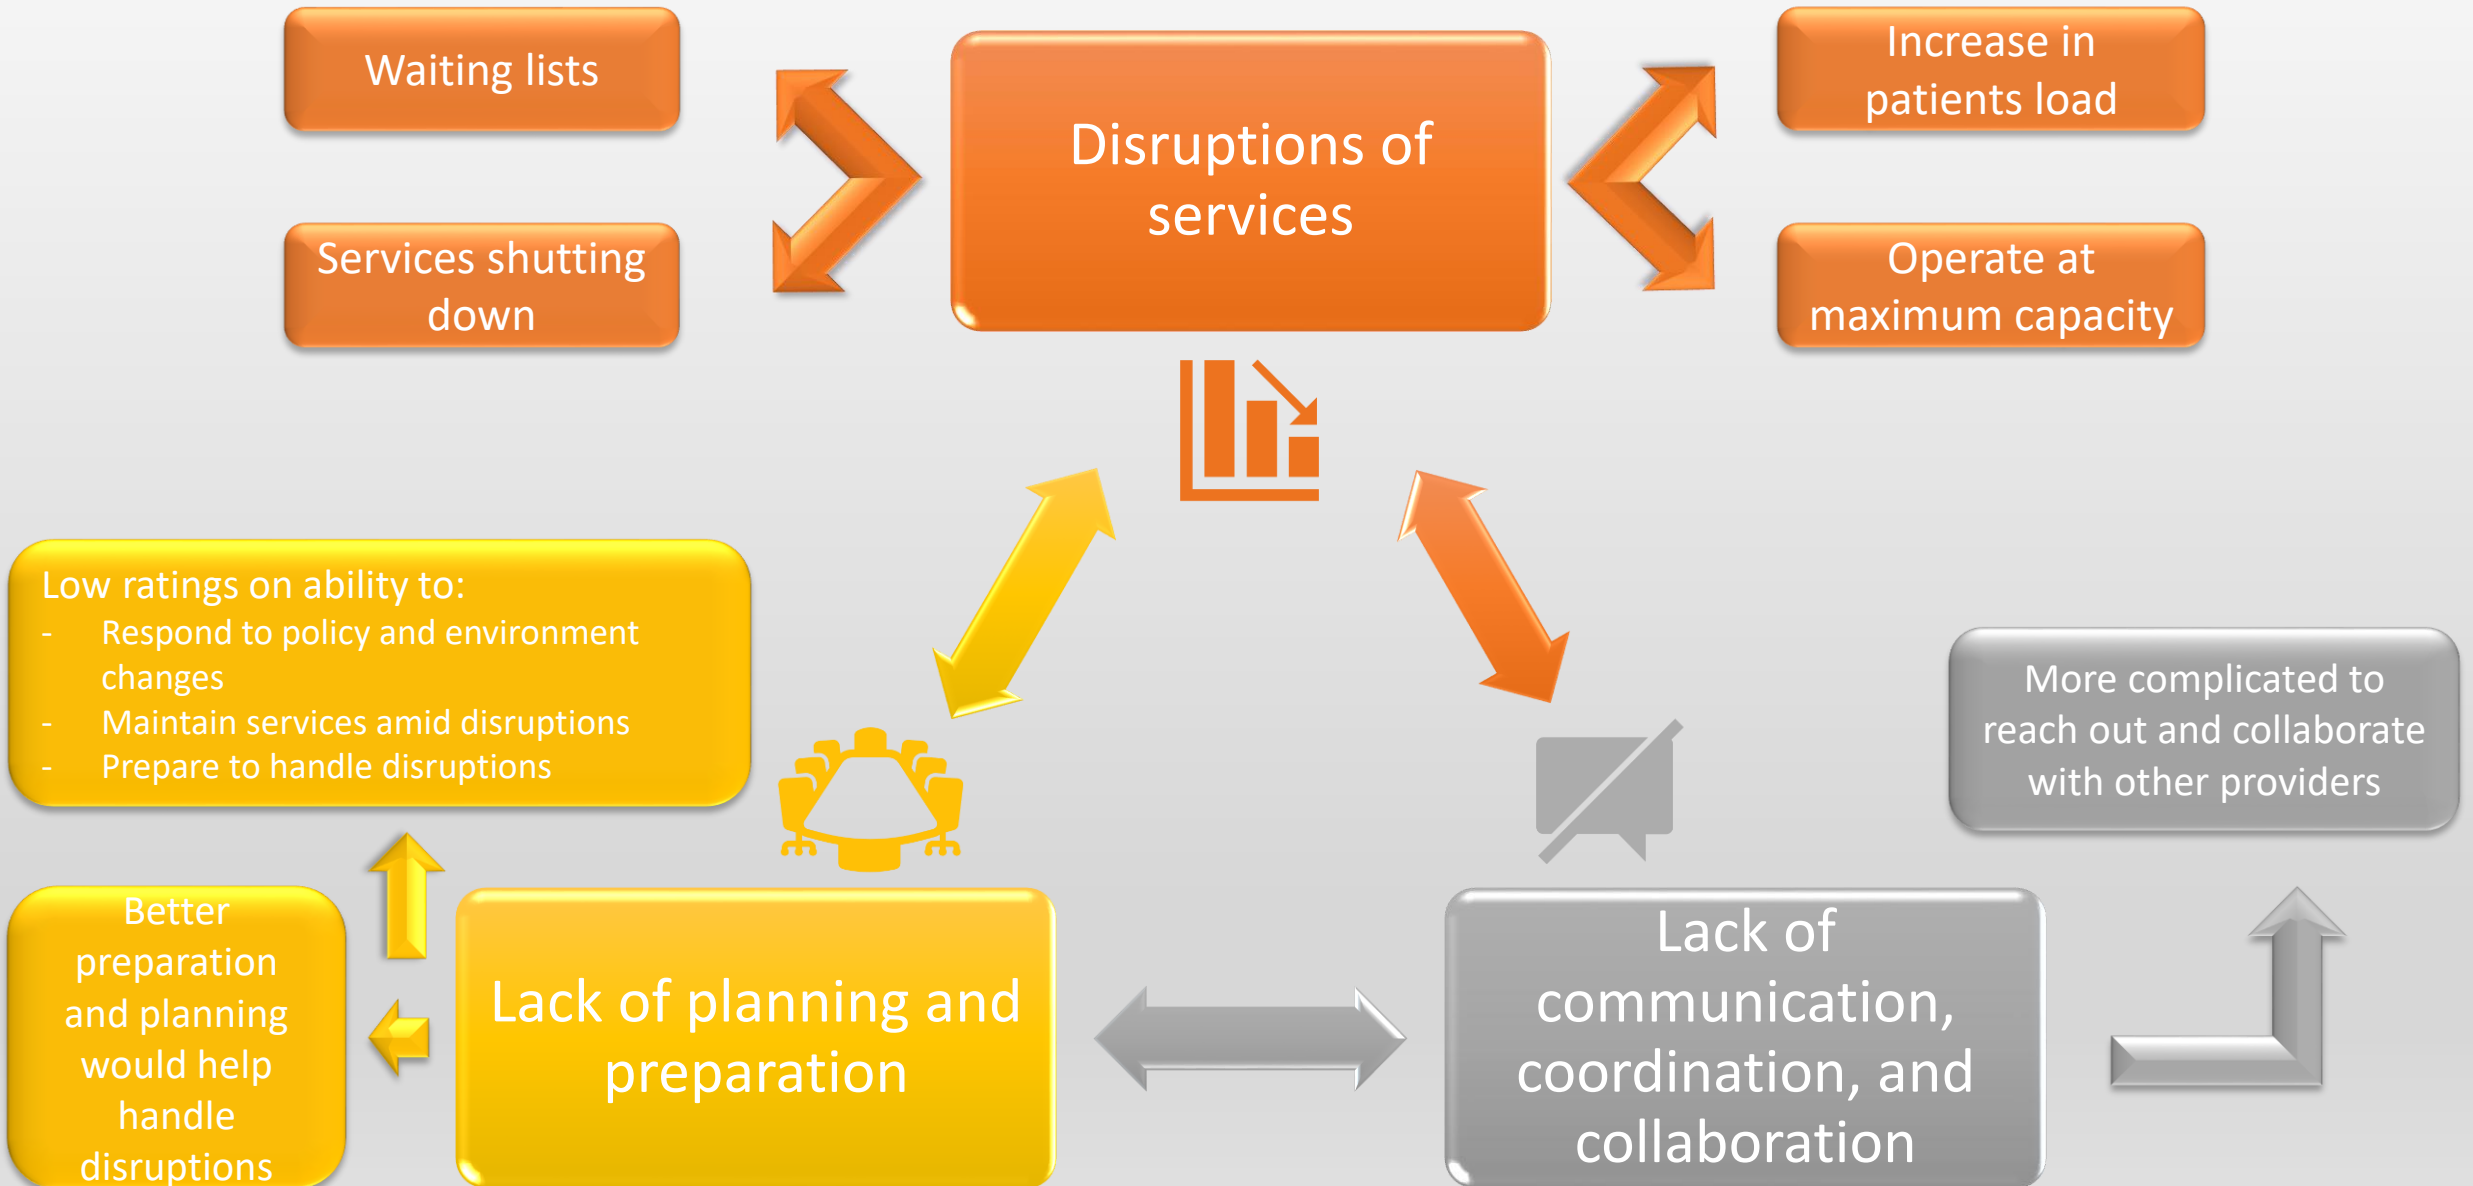 Waiting lists
Services shutting
down
Disruptions of
services
Increase in
patients load
Operate at
maximum capacity
Low ratings on ability to:
- Respond to policy and environment
changes
- Maintain services amid disruptions
- Prepare to handle disruptions
Better
preparation
and planning
would help
handle
disruptions
Lack of planning and
preparation
Lack of
communication,
coordination, and
collaboration
More complicated to
reach out and collaborate
with other providers